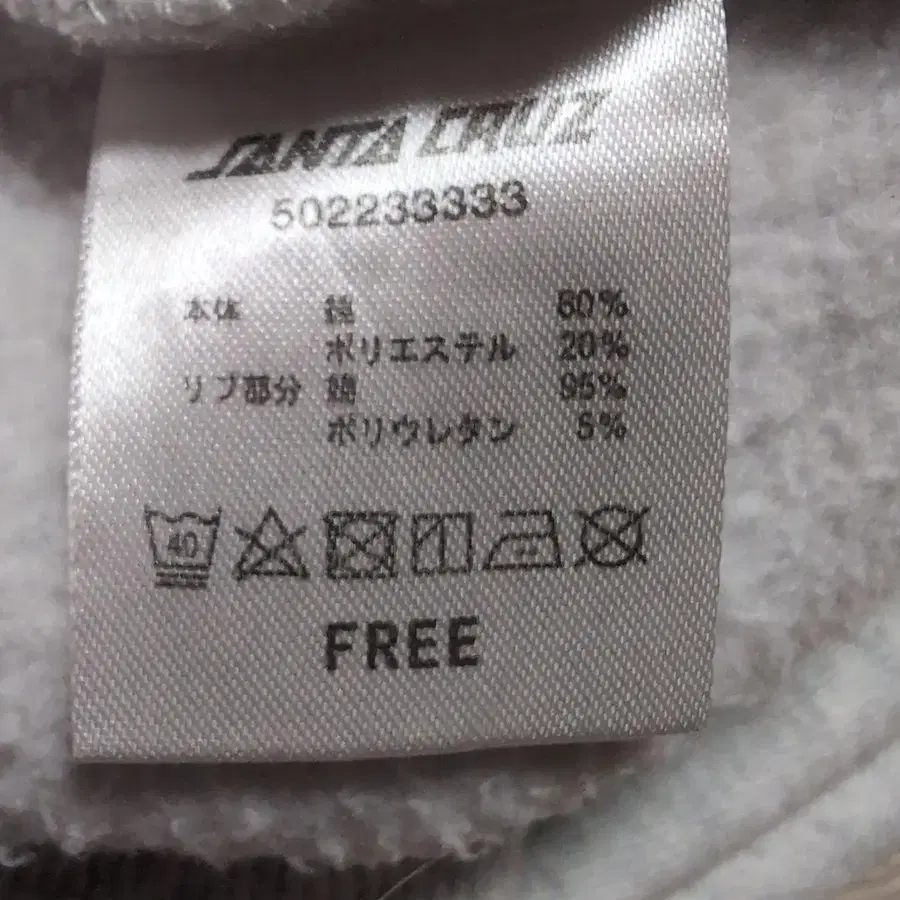 SANTA CRUZ
502233333
本体 綿 80%
ポリエステル 20%
リブ部分 綿 95%
ポリウレタン 5%
40
FREE